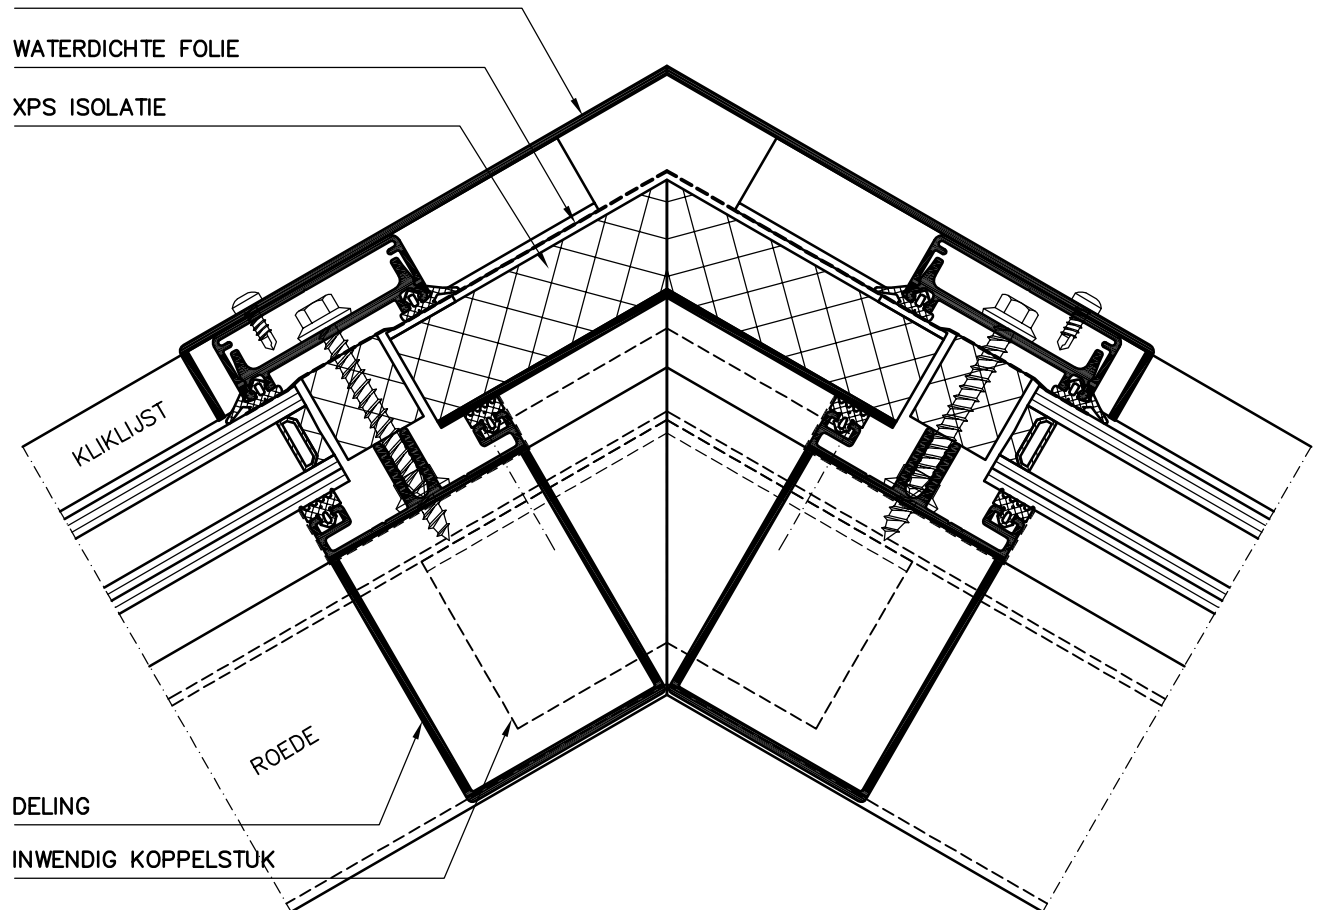 WATERDICHTE FOLIE
XPS ISOLATIE
KLIKLIJST
ROEDE
DELING
INWENDIG KOPPELSTUK